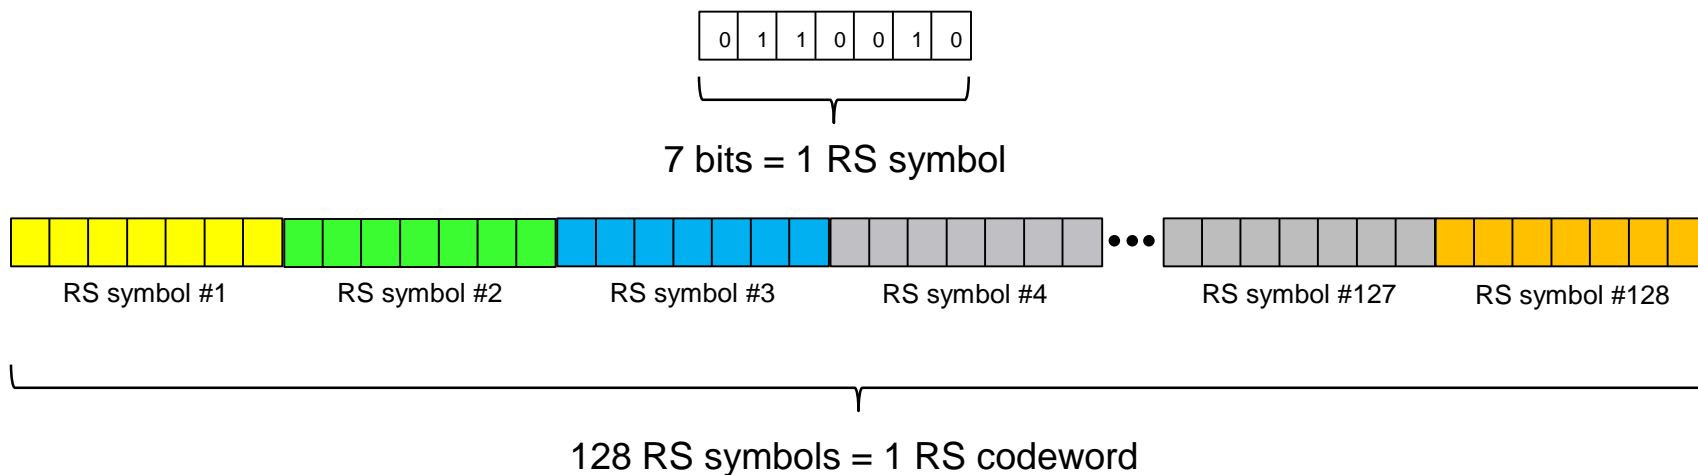 0 1 1 0 0 1 0
7 bits = 1 RS symbol
RS symbol #1 RS symbol #2 RS symbol #3 RS symbol #4 RS symbol #127 RS symbol #128
128 RS symbols = 1 RS codeword